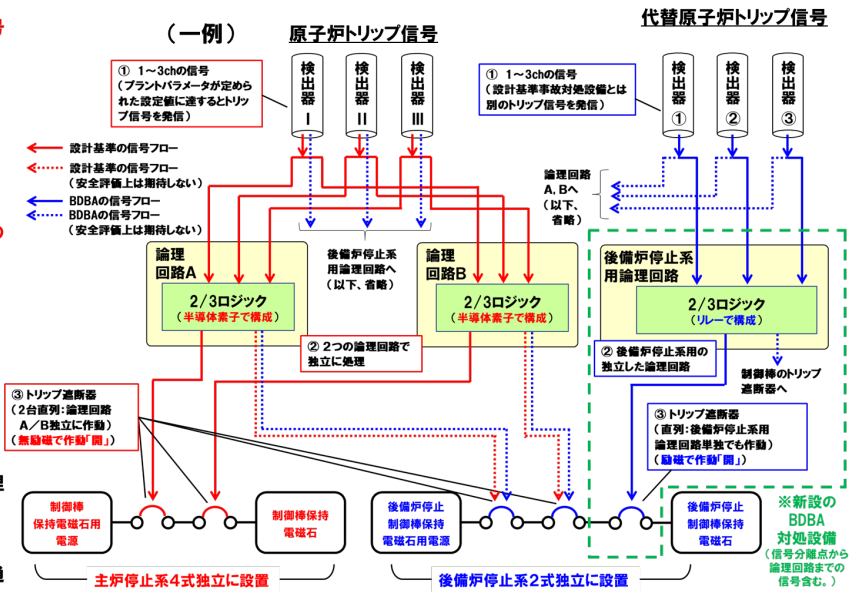 号
の
理
通
（一例）
原子炉トリップ信号
代替原子炉トリップ信号
① 1～3chの信号
（プラントパラメータが定めら
れた設定値に達するとトリッ
プ信号を発信）
検出器Ⅰ
検出器Ⅱ
検出器Ⅲ
① 1～3chの信号
（設計基準事故対処設備とは
別のトリップ信号を発信）
検出器①
検出器②
検出器③
設計基準の信号フロー
設計基準の信号フロー
（安全評価上は期待しない）
BDBAの信号フロー
BDBAの信号フロー
（安全評価上は期待しない）
論理回路
A，Bへ
（以下、
省略）
論理
回路A
2/3ロジック
（半導体素子で構成）
後備炉停止系
用論理回路へ
（以下、省略）
論理
回路B
2/3ロジック
（半導体素子で構成）
後備炉停止系
用論理回路
2/3ロジック
（リレーで構成）
② 2つの論理回路で
独立に処理
② 後備炉停止系用の
独立した論理回路
制御棒のトリップ
遮断器へ
③ トリップ遮断器
（2台直列：論理回路
A／B独立に作動）
（無励磁で作動「開」）
③ トリップ遮断器
（直列：後備炉停止系用
論理回路単独でも作動）
（励磁で作動「開」）
制御棒
保持電磁石用
電源
制御棒保持
電磁石
後備炉停止
制御棒保持
電磁石用電源
後備炉停止
制御棒保持
電磁石
※新設の
BDBA
対処設備
（信号分離点から
論理回路までの
信号含む。）
主炉停止系4式独立に設置
後備炉停止系2式独立に設置